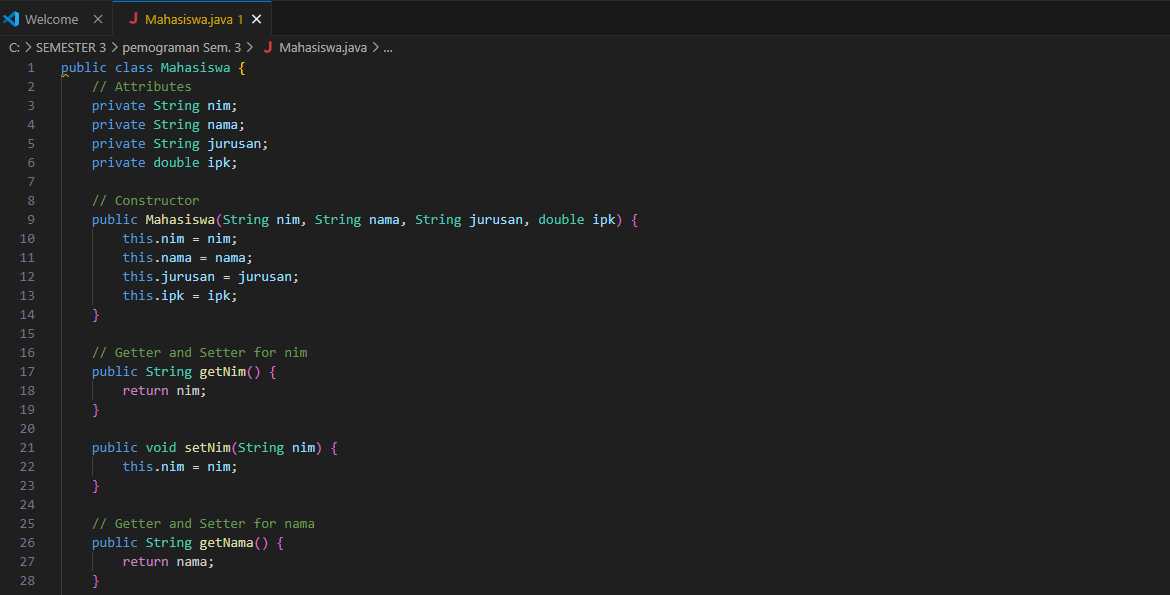 Welcome
Mahasiswa.java 1
C: > SEMESTER 3 > pemograman Sem. 3 > J Mahasiswa.java > ...
1 public class Mahasiswa {
2 // Attributes
3 private String nim;
4 private String nama;
5 private String jurusan;
6 private double ipk;
7
8 // Constructor
9 public Mahasiswa(String nim, String nama, String jurusan, double ipk) {
10 this.nim = nim;
11 this.nama = nama;
12 this.jurusan = jurusan;
13 this.ipk = ipk;
14 }
15
16 // Getter and Setter for nim
17 public String getNim() {
18 return nim;
19 }
20
21 public void setNim(String nim) {
22 this.nim = nim;
23 }
24
25 // Getter and Setter for nama
26 public String getNama() {
27 return nama;
28 }